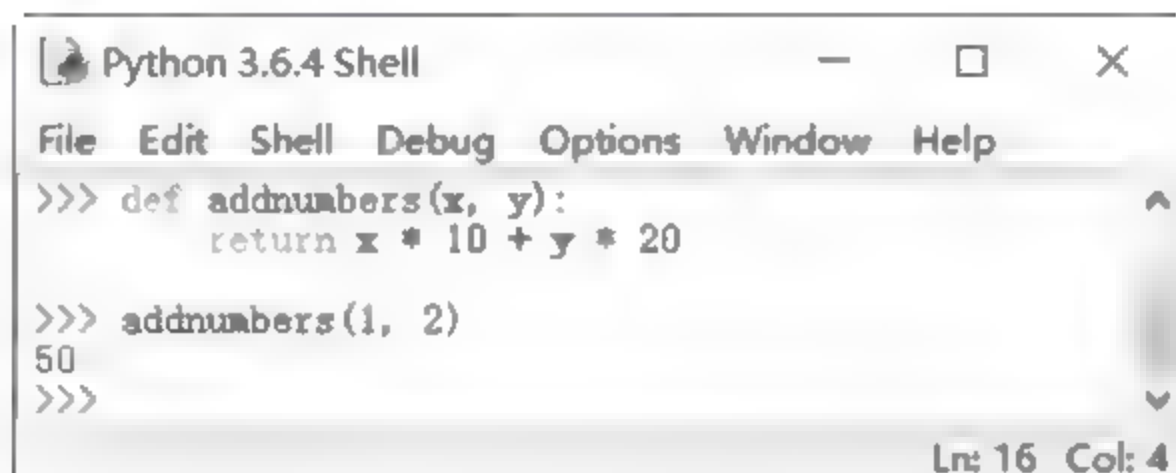 Python 3.6.4 Shell
File Edit Shell Debug Options Window Help
>>> def addnumbers(x, y):
        return x * 10 + y * 20

>>> addnumbers(1, 2)
50
>>>
Ln: 16 Col: 4